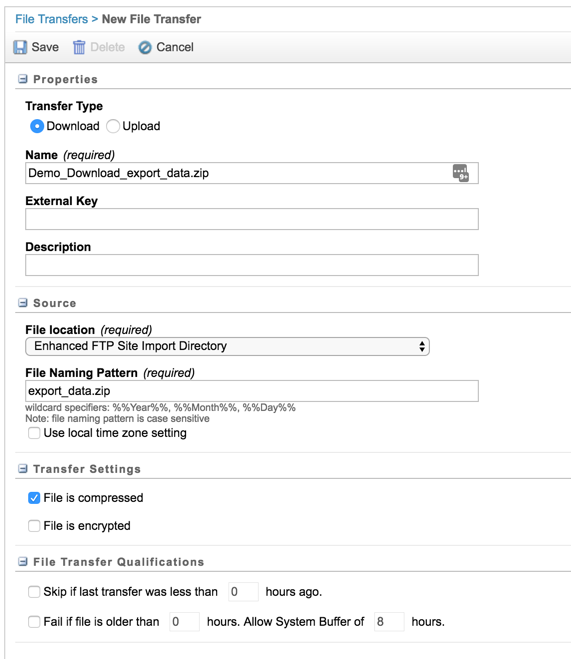 File Transfers > New File Transfer
Save Delete Cancel
Properties
Transfer Type
Download Upload
Name (required)
Demo_Download_export_data.zip
External Key
Description
Source
File location (required)
Enhanced FTP Site Import Directory
File Naming Pattern (required)
export_data.zip
wildcard specifiers: %%Year%%, %%Month%%, %%Day%%
Note: file naming pattern is case sensitive
Use local time zone setting
Transfer Settings
File is compressed
File is encrypted
File Transfer Qualifications
Skip if last transfer was less than 0 hours ago.
Fail if file is older than 0 hours. Allow System Buffer of 8 hours.